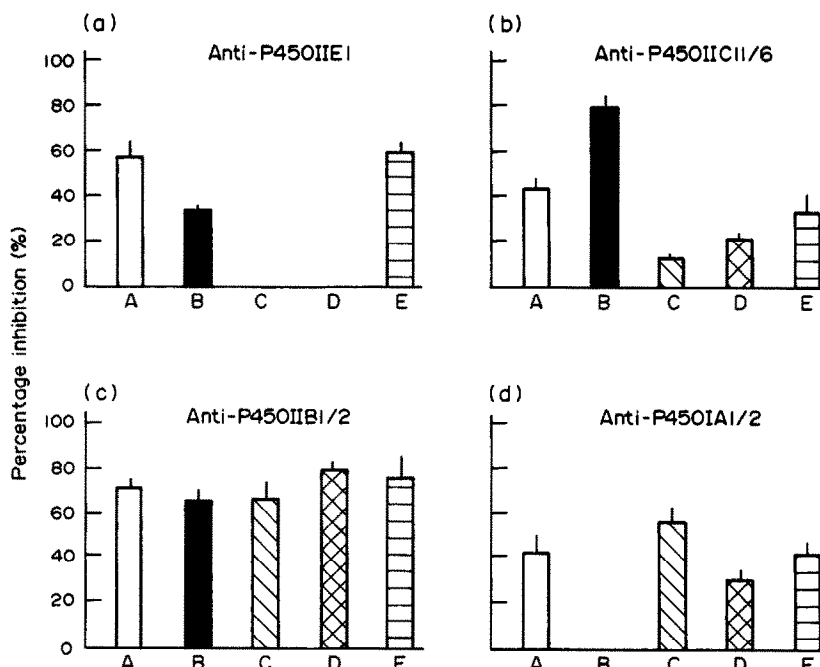 (a)
Anti-P450IIE1
100
80
60
40
20
0
A B C D E
(b)
Anti-P450IIC11/6
A B C D E
Percentage inhibition (%)
(c)
Anti-P450IIB1/2
100
80
60
40
20
0
A B C D E
(d)
Anti-P450IA1/2
A B C D E